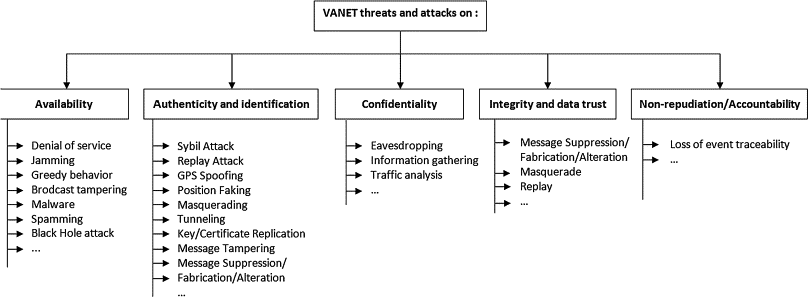 VANET threats and attacks on :
Availability
Denial of service
Jamming
Greedy behavior
Brodcast tampering
Malware
Spamming
Black Hole attack
...
Authenticity and identification
Sybil Attack
Replay Attack
GPS Spoofing
Position Faking
Masquerading
Tunneling
Key/Certificate Replication
Message Tampering
Message Suppression/
Fabrication/Alteration
...
Confidentiality
Eavesdropping
Information gathering
Traffic analysis
...
Integrity and data trust
Message Suppression/
Fabrication/Alteration
Masquerade
Replay
...
Non-repudiation/Accountability
Loss of event traceability
...